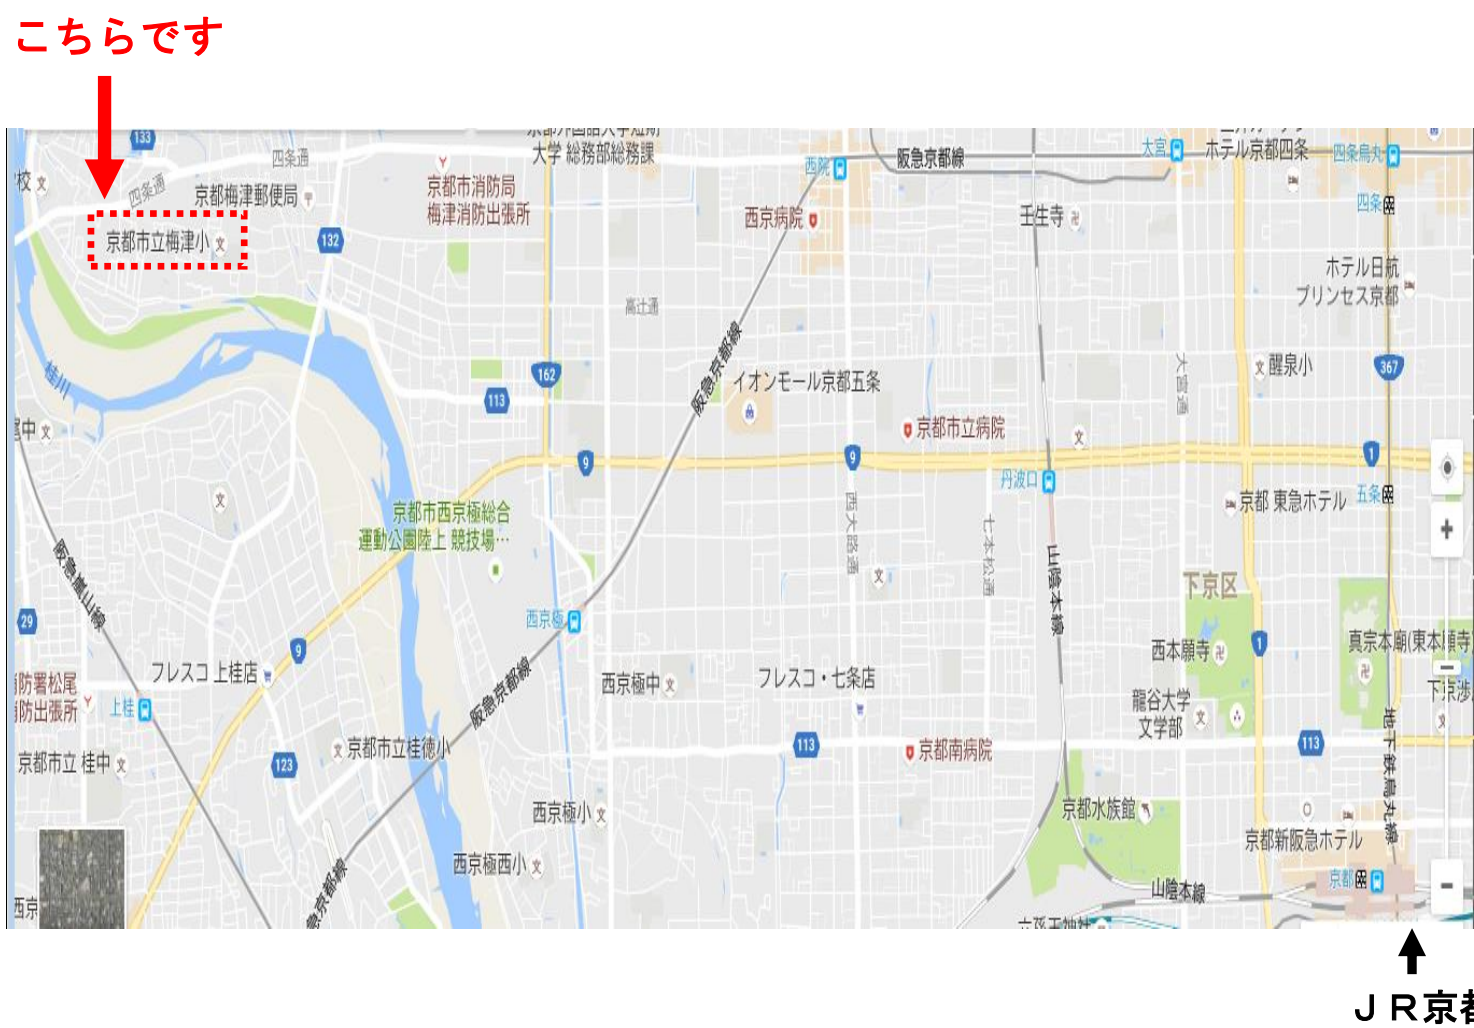 こちらです
133
四条通
大学 総務部総務課
西院
阪急京都線
大宮
ホテル京都四条
四条烏丸
校
四条通
京都梅津郵便局
京都市消防局
梅津消防出張所
西京病院
壬生寺
四条
京都市立梅津小
132
ホテル日航
プリンセス京都
高辻通
桂川
阪急京都線
162
113
イオンモール京都五条
大宮通
醒泉小
367
中
京都市立病院
9
9
1
丹波口
五条
京都 東急ホテル
京都市西京極総合
運動公園陸上 競技場…
西大路通
七本松通
阪急嵐山線
山陰本線
下京区
29
西京極
9
1
西本願寺
真宗本廟(東本願寺
フレスコ 上桂店
西京極中
フレスコ・七条店
防署松尾
防出張所
上桂
龍谷大学
文学部
下京渉
阪急京都線
地下鉄烏丸線
京都市立 桂中
123
京都市立桂徳小
113
京都南病院
113
西京極小
京都水族館
京都新阪急ホテル
西京極西小
急京都線
山陰本線
京都
西京
JR京都